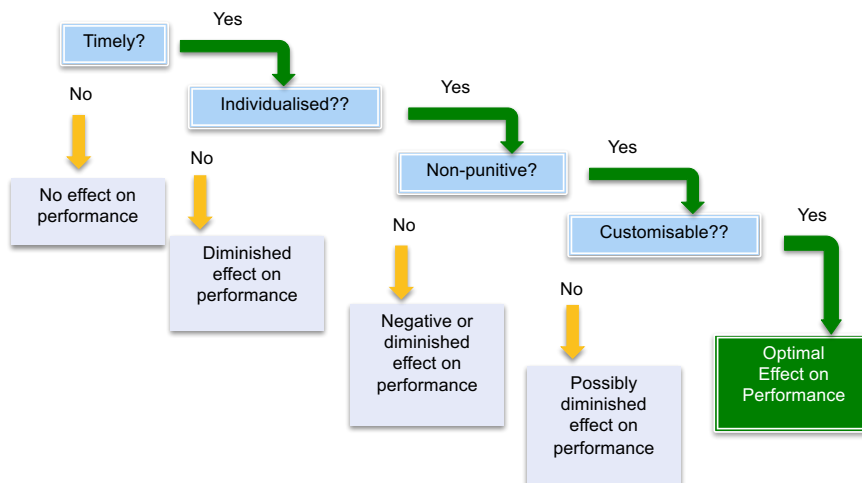 Yes
Timely?
No
Individualised??
Yes
No effect on
performance
No
Non-punitive?
Yes
Diminished
effect on
performance
No
Customisable??
Yes
Negative or
diminished
effect on
performance
No
Optimal
Effect on
Performance
Possibly
diminished
effect on
performance